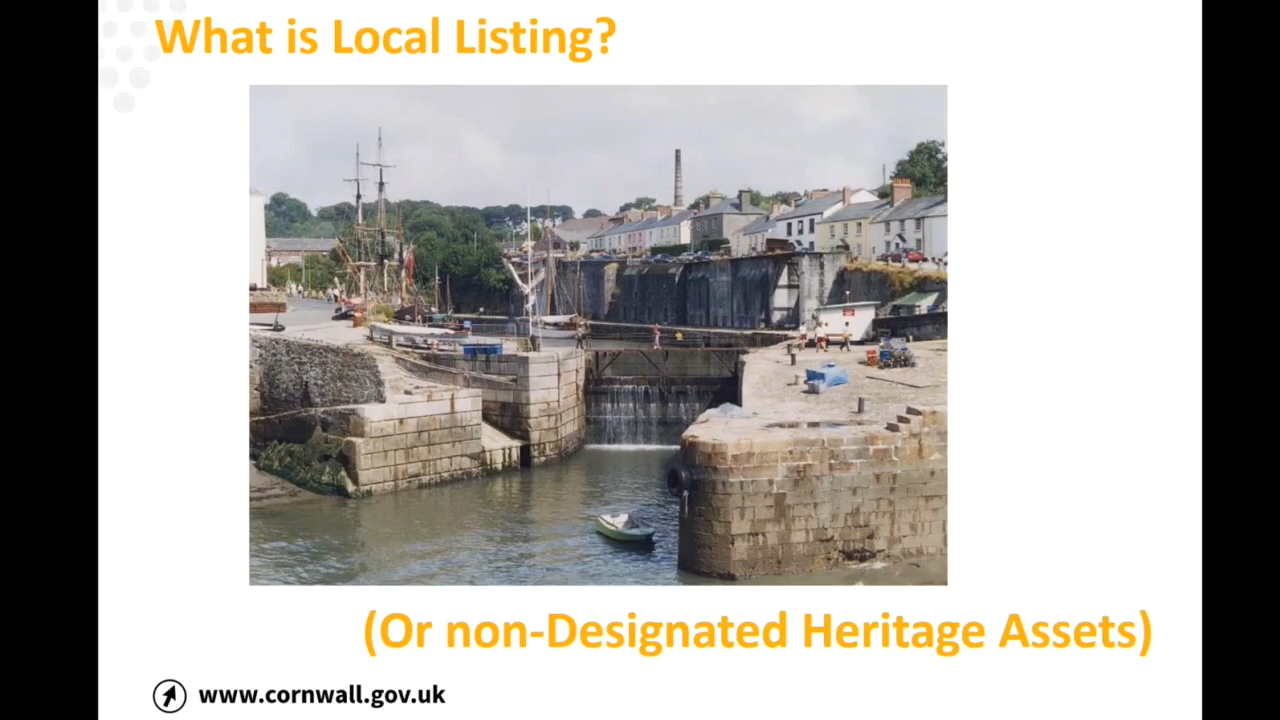 What is Local Listing?
(Or non-Designated Heritage Assets)
www.cornwall.gov.uk